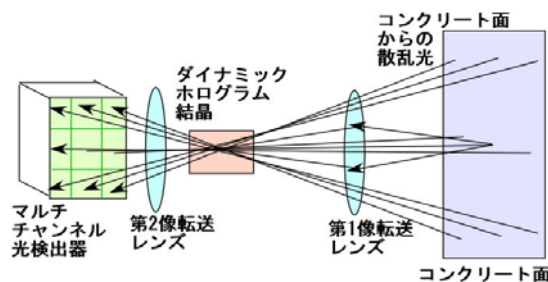 コンクリート面
からの
散乱光
ダイナミック
ホログラム
結晶
マルチ
チャンネル
光検出器
第2像転送
レンズ
第1像転送
レンズ
コンクリート面